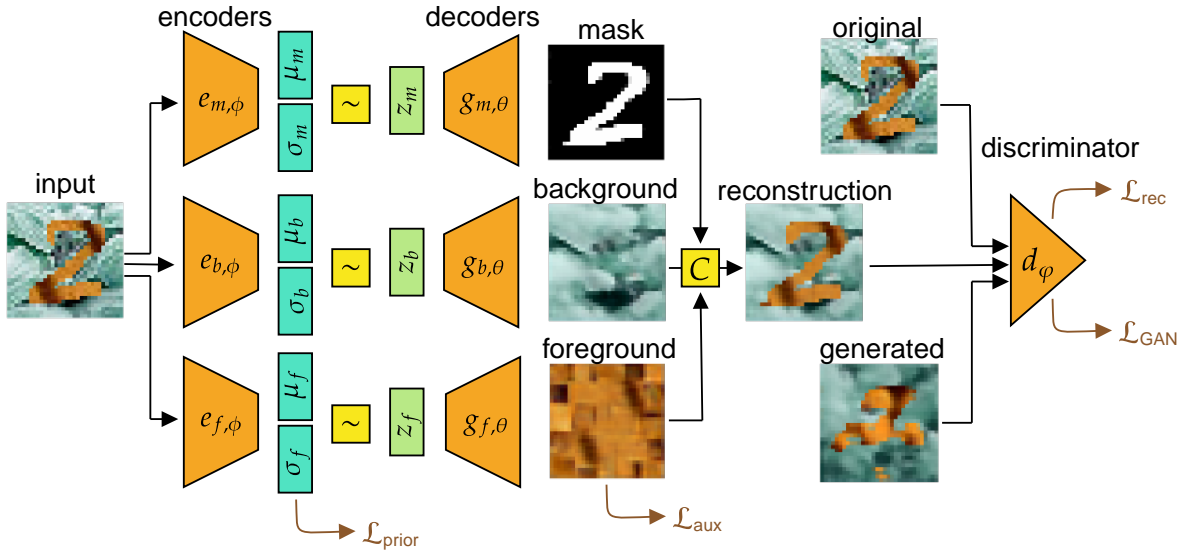 encoders
decoders
mask
original
e_{m,ϕ}
μ_m
σ_m
~
z_m
g_{m,θ}
2
discriminator
input
background
reconstruction
ℒ_rec
e_{b,ϕ}
μ_b
σ_b
~
z_b
g_{b,θ}
C
d_φ
foreground
generated
ℒ_GAN
e_{f,ϕ}
μ_f
σ_f
~
z_f
g_{f,θ}
ℒ_prior
ℒ_aux